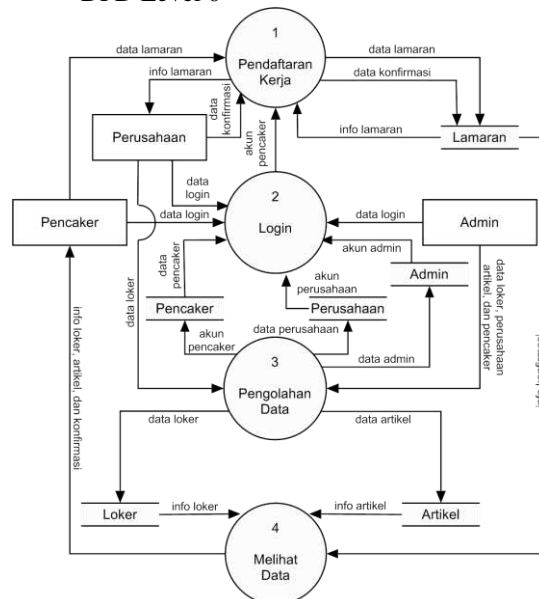 DFD Level 0
1
Pendaftaran
Kerja
data lamaran
info lamaran
data
konfirmasi
data lamaran
data konfirmasi
info lamaran
Lamaran
Perusahaan
akun
pencaker
data
login
2
Login
Pencaker
data login
data login
Admin
akun admin
Admin
data
pencaker
akun
perusahaan
Pencaker
Perusahaan
data loker
info loker, artikel, dan konfirmasi
data loker, perusahaan
artikel, dan pencaker
akun
pencaker
data perusahaan
data admin
3
Pengolahan
Data
info konfirmasi
data loker
data artikel
Loker
info loker
info artikel
Artikel
4
Melihat
Data